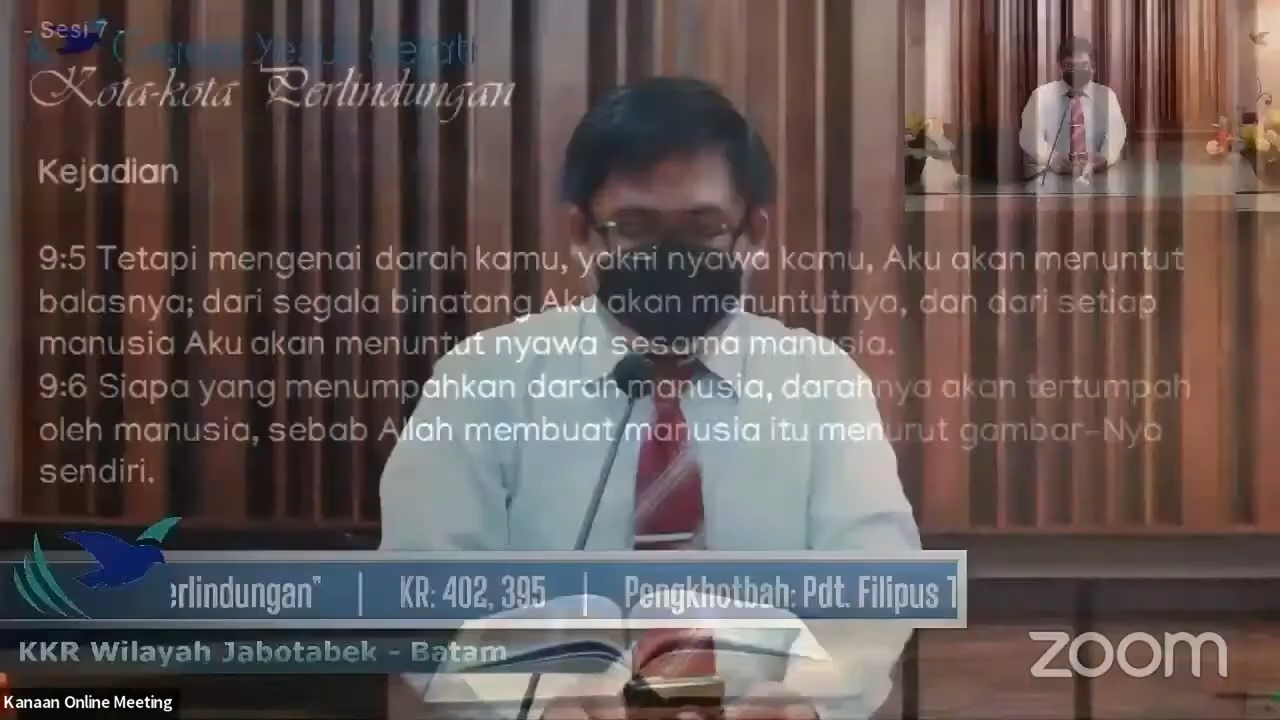 - Sesi 7 -
Gereja Yesus Sejati
Kota-kota Perlindungan
Kejadian
9:5 Tetapi mengenai darah kamu, yakni nyawa kamu, Aku akan menuntut
balasnya; dari segala binatang Aku akan menuntutnya, dan dari setiap
manusia Aku akan menuntut nyawa sesama manusia.
9:6 Siapa yang menumpahkan darah manusia, darahnya akan tertumpah
oleh manusia, sebab Allah membuat manusia itu menurut gambar-Nya
sendiri.
erlindungan" | KR: 402, 395 | Pengkhotbah: Pdt. Filipus
KKR Wilayah Jabotabek - Batam
zoom
Kanaan Online Meeting